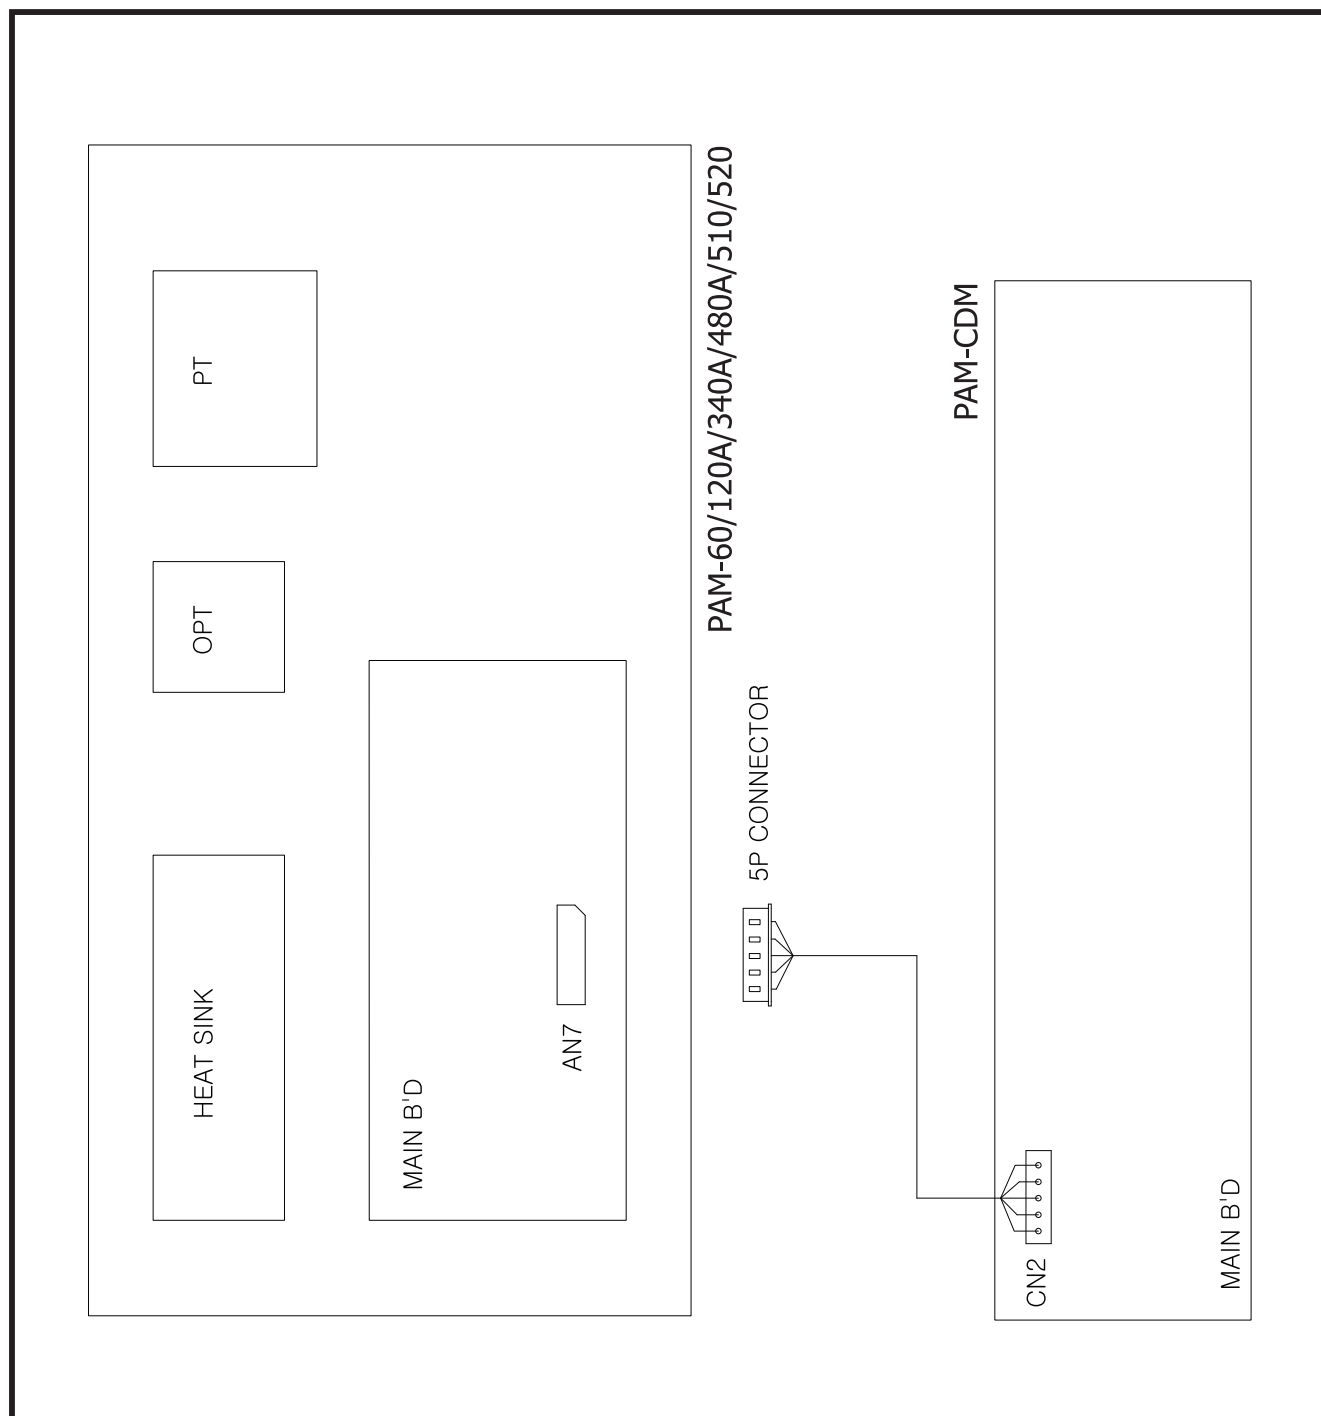 HEAT SINK
OPT
PT
MAIN B'D
AN7
PAM-60/120A/340A/480A/510/520
5P CONNECTOR
PAM-CDM
CN2
MAIN B'D